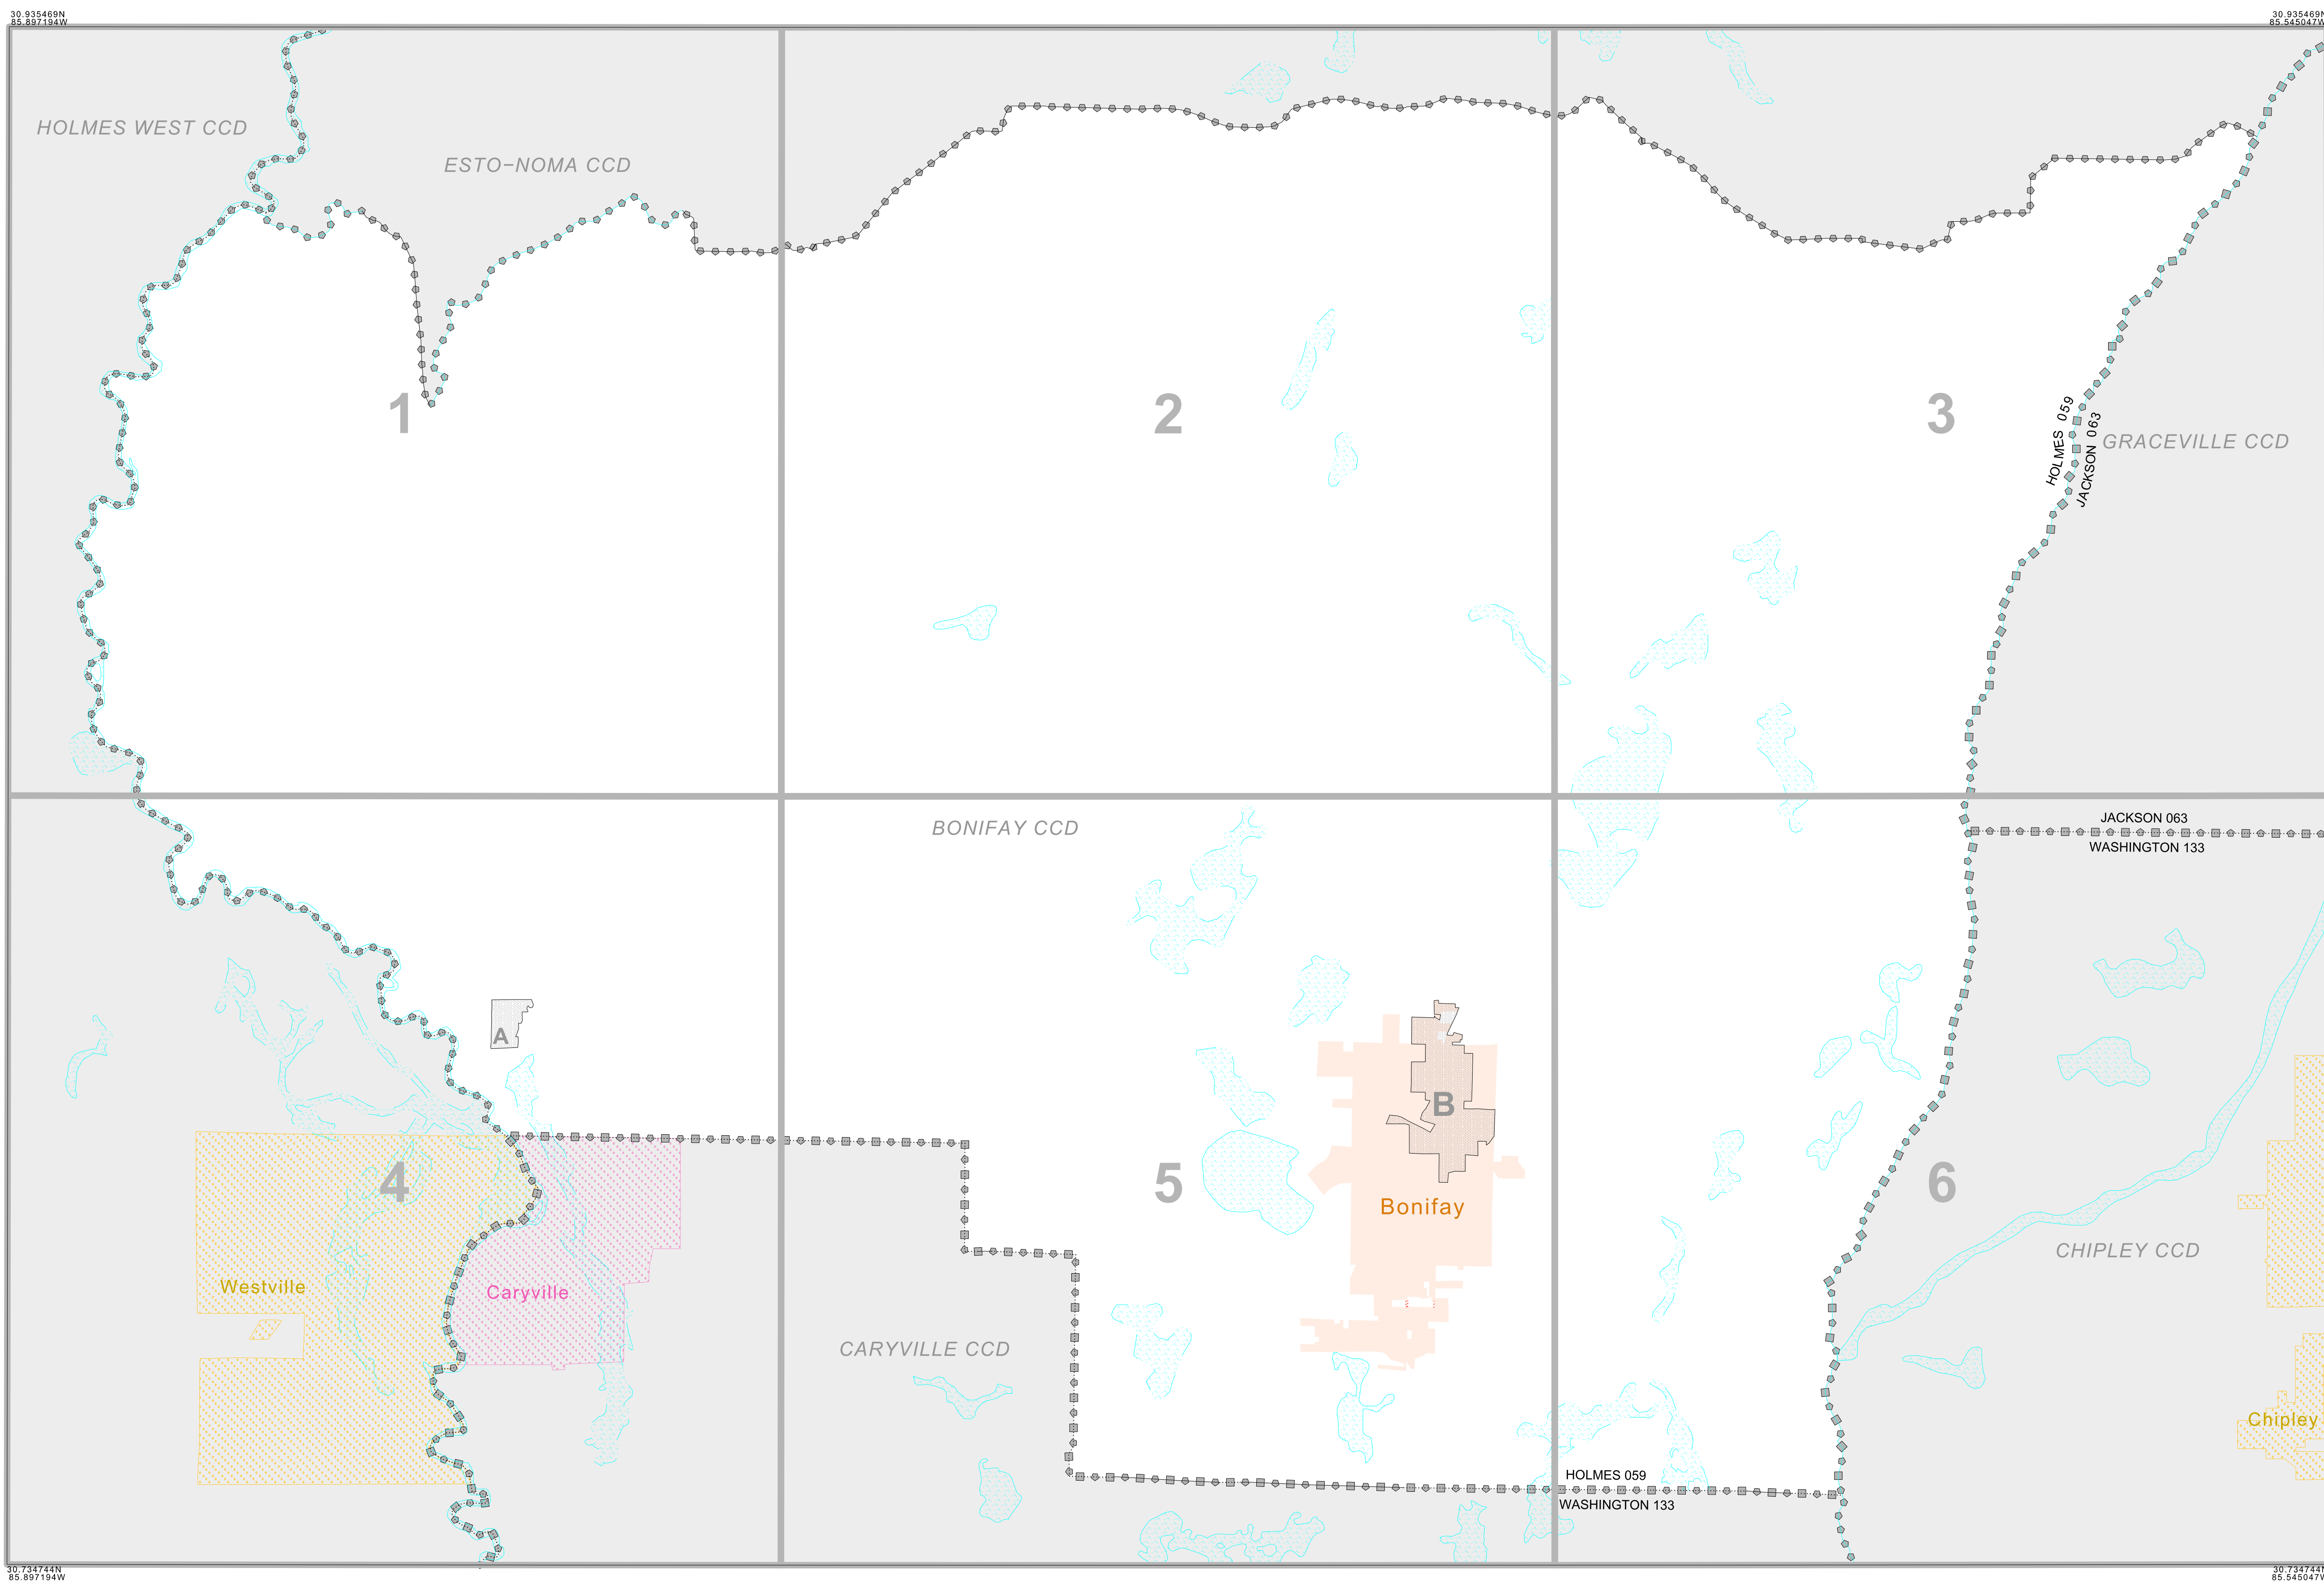 30.935469N
85.897194W
30.935469N
85.545047W
HOLMES WEST CCD
ESTO-NOMA CCD
1
2
3
HOLMES 059
JACKSON 063
GRACEVILLE CCD
BONIFAY CCD
JACKSON 063
WASHINGTON 133
A
B
4
5
6
Bonifay
Westville
Caryville
CHIPLEY CCD
CARYVILLE CCD
Chipley
HOLMES 059
WASHINGTON 133
30.734744N
85.897194W
30.734744N
85.545047W